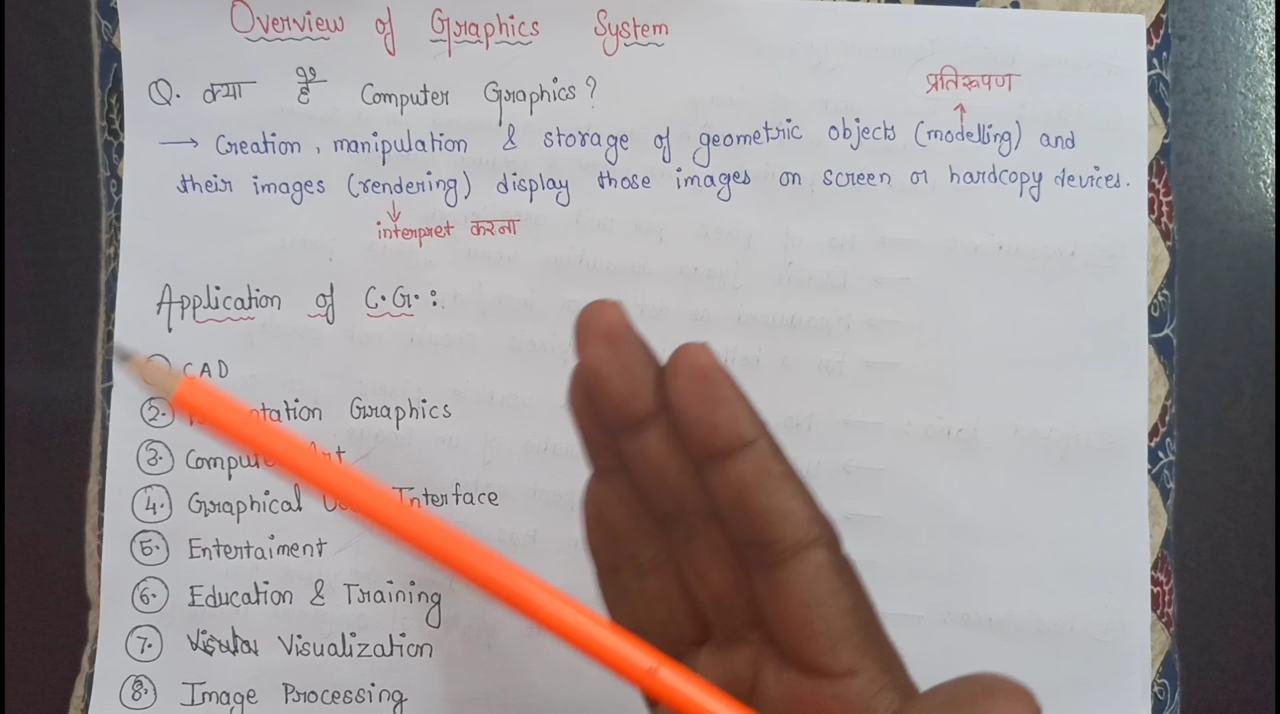 Overview of Graphics System
Q. क्या है Computer Graphics?
प्रतिरूपण
→ Creation, manipulation & storage of geometric objects (modelling) and
their images (rendering) display those images on screen or hardcopy devices.
interpret करना
Application of C.G.:
CAD
2. Graphics
3.
4. Graphical Interface
5. Entertaiment
6. Education & Training
7. Visualization
8. Image Processing